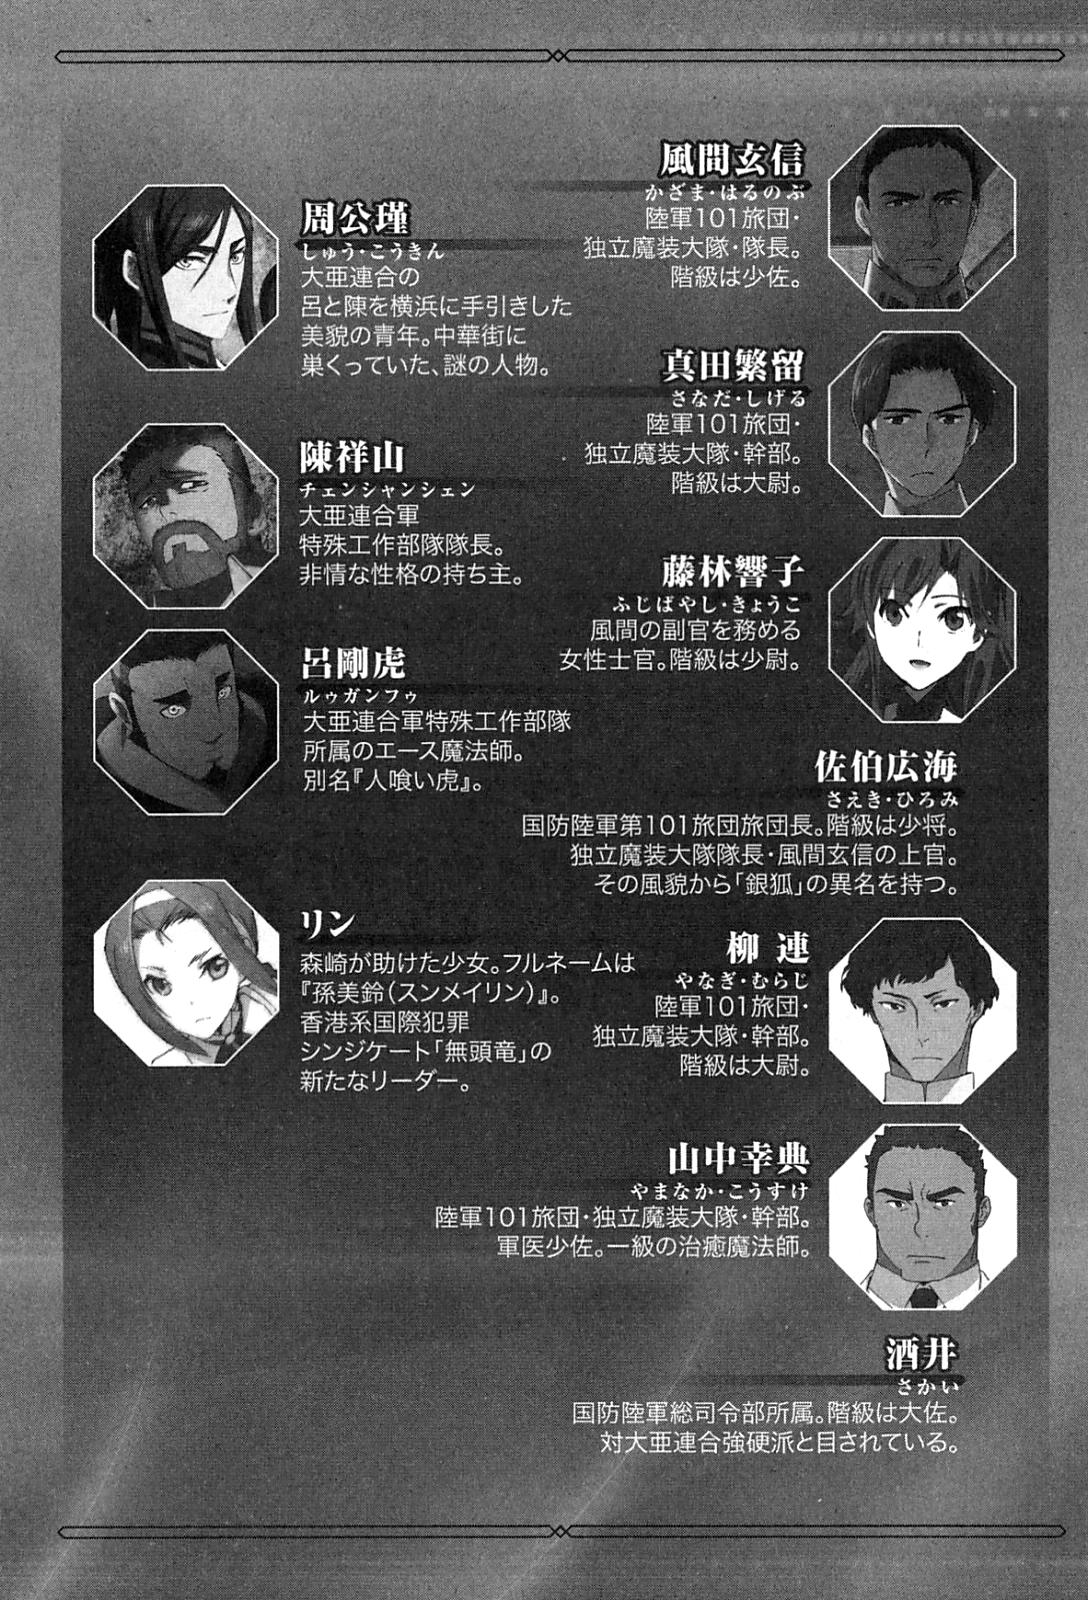 風間玄信
かざま・はるのぶ
陸軍101旅団・
独立魔装大隊・隊長。
階級は少佐。
真田繁留
さなだ・しげる
陸軍101旅団・
独立魔装大隊・幹部。
階級は大尉。
藤林響子
ふじばやし・きょうこ
風間の副官を務める
女性士官。階級は少尉。
佐伯広海
さえき・ひろみ
国防陸軍第101旅団旅団長。階級は少将。
独立魔装大隊隊長・風間玄信の上官。
その風貌から「銀狐」の異名を持つ。
柳 連
やなぎ・むらじ
陸軍101旅団・
独立魔装大隊・幹部。
階級は大尉。
山中幸典
やまなか・こうすけ
陸軍101旅団・独立魔装大隊・幹部。
軍医少佐。一級の治癒魔法師。
酒井
さかい
国防陸軍総司令部所属。階級は大佐。
対大亜連合強硬派と目されている。
周公瑾
しゅう・こうきん
大亜連合の
呂と陳を横浜に手引きした
美貌の青年。中華街に
巣くっていた、謎の人物。
陳祥山
チェンシャンシェン
大亜連合軍
特殊工作部隊隊長。
非情な性格の持ち主。
呂剛虎
ルゥガンフゥ
大亜連合軍特殊工作部隊
所属のエース魔法師。
別名『人喰い虎』。
リン
森崎が助けた少女。フルネームは
『孫美鈴(スンメイリン)』。
香港系国際犯罪
シンジケート「無頭竜」の
新たなリーダー。